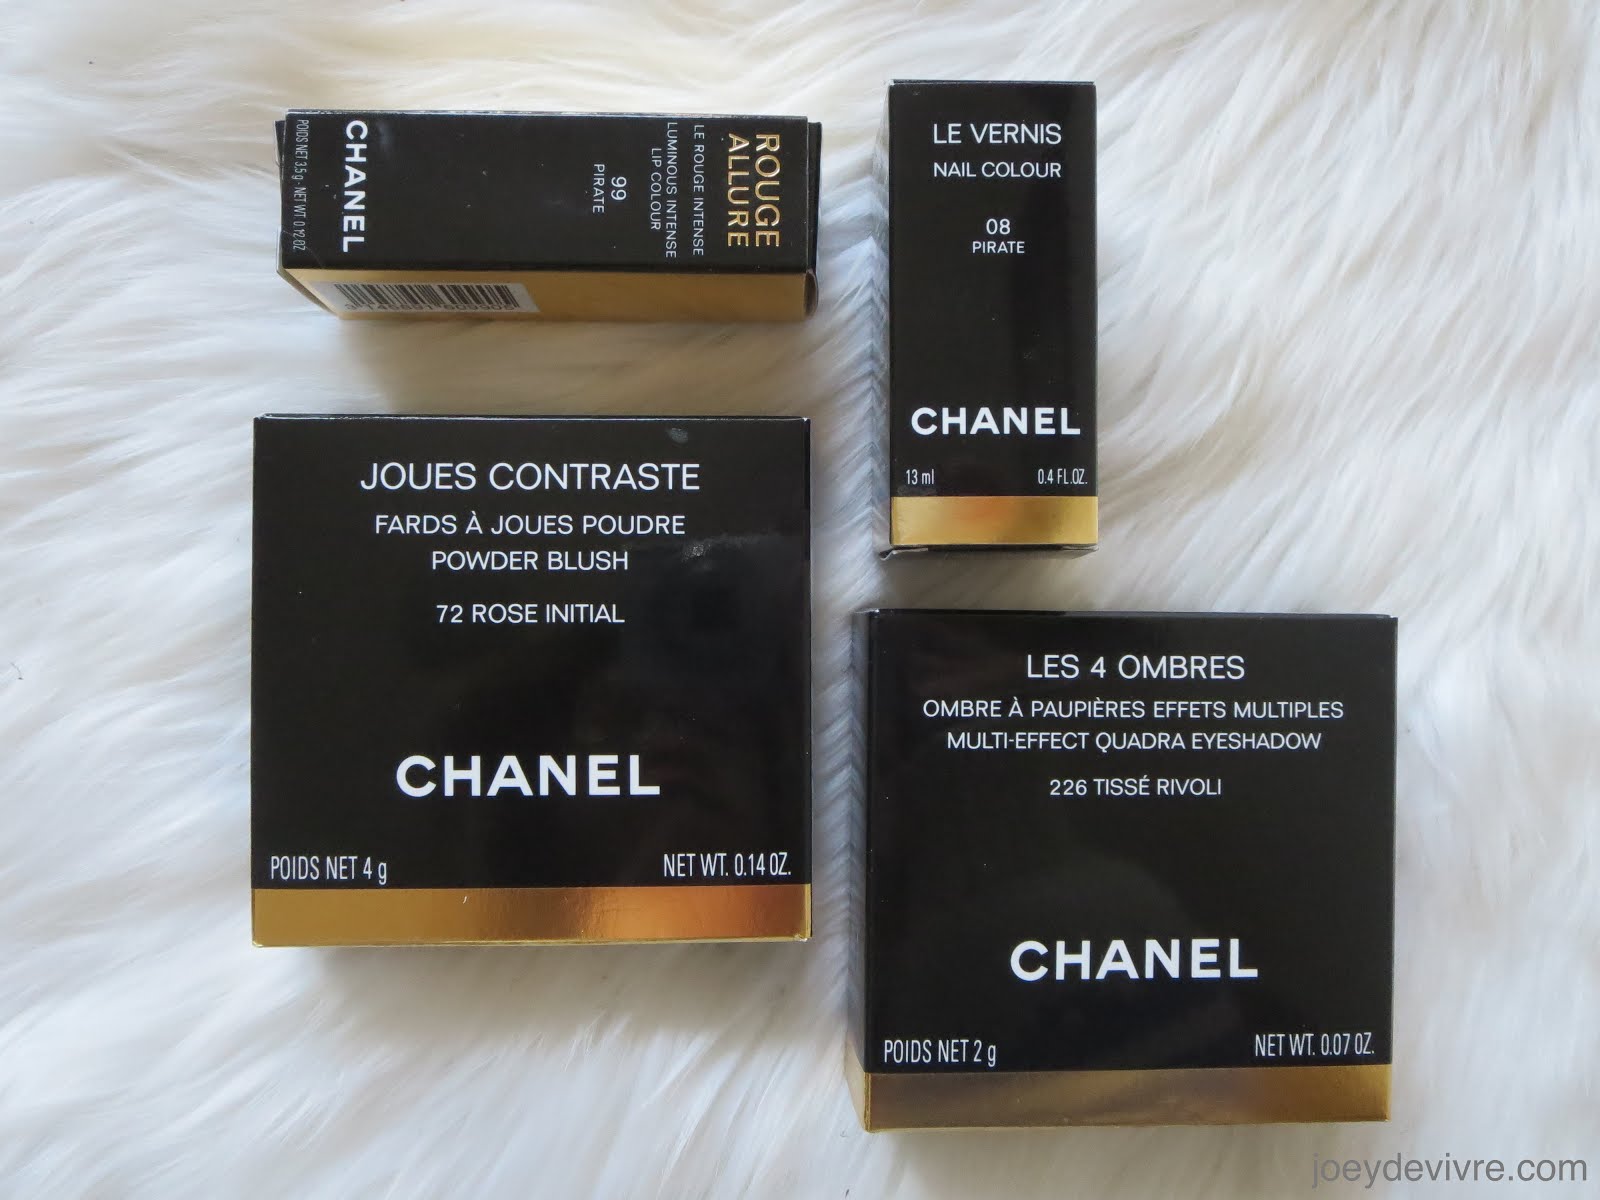 ROUGE
ALLURE
LE ROUGE INTENSE
LUMINOUS INTENSE
LIP COLOUR
99
PIRATE
CHANEL
POIDS NET 3.5 g - NET WT. 0.12 OZ.
LE VERNIS
NAIL COLOUR
08
PIRATE
CHANEL
13 ml 0.4 FL.OZ.
JOUES CONTRASTE
FARDS À JOUES POUDRE
POWDER BLUSH
72 ROSE INITIAL
CHANEL
POIDS NET 4 g NET WT. 0.14 OZ.
LES 4 OMBRES
OMBRE À PAUPIÈRES EFFETS MULTIPLES
MULTI-EFFECT QUADRA EYESHADOW
226 TISSÉ RIVOLI
CHANEL
POIDS NET 2 g NET WT. 0.07 OZ.
joeydevivre.com